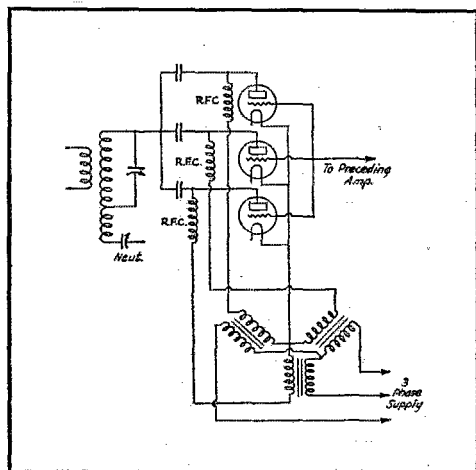 R.F.C.
R.F.C.
R.F.C.
To Preceding
Amp.
Neut.
3
Phase
Supply